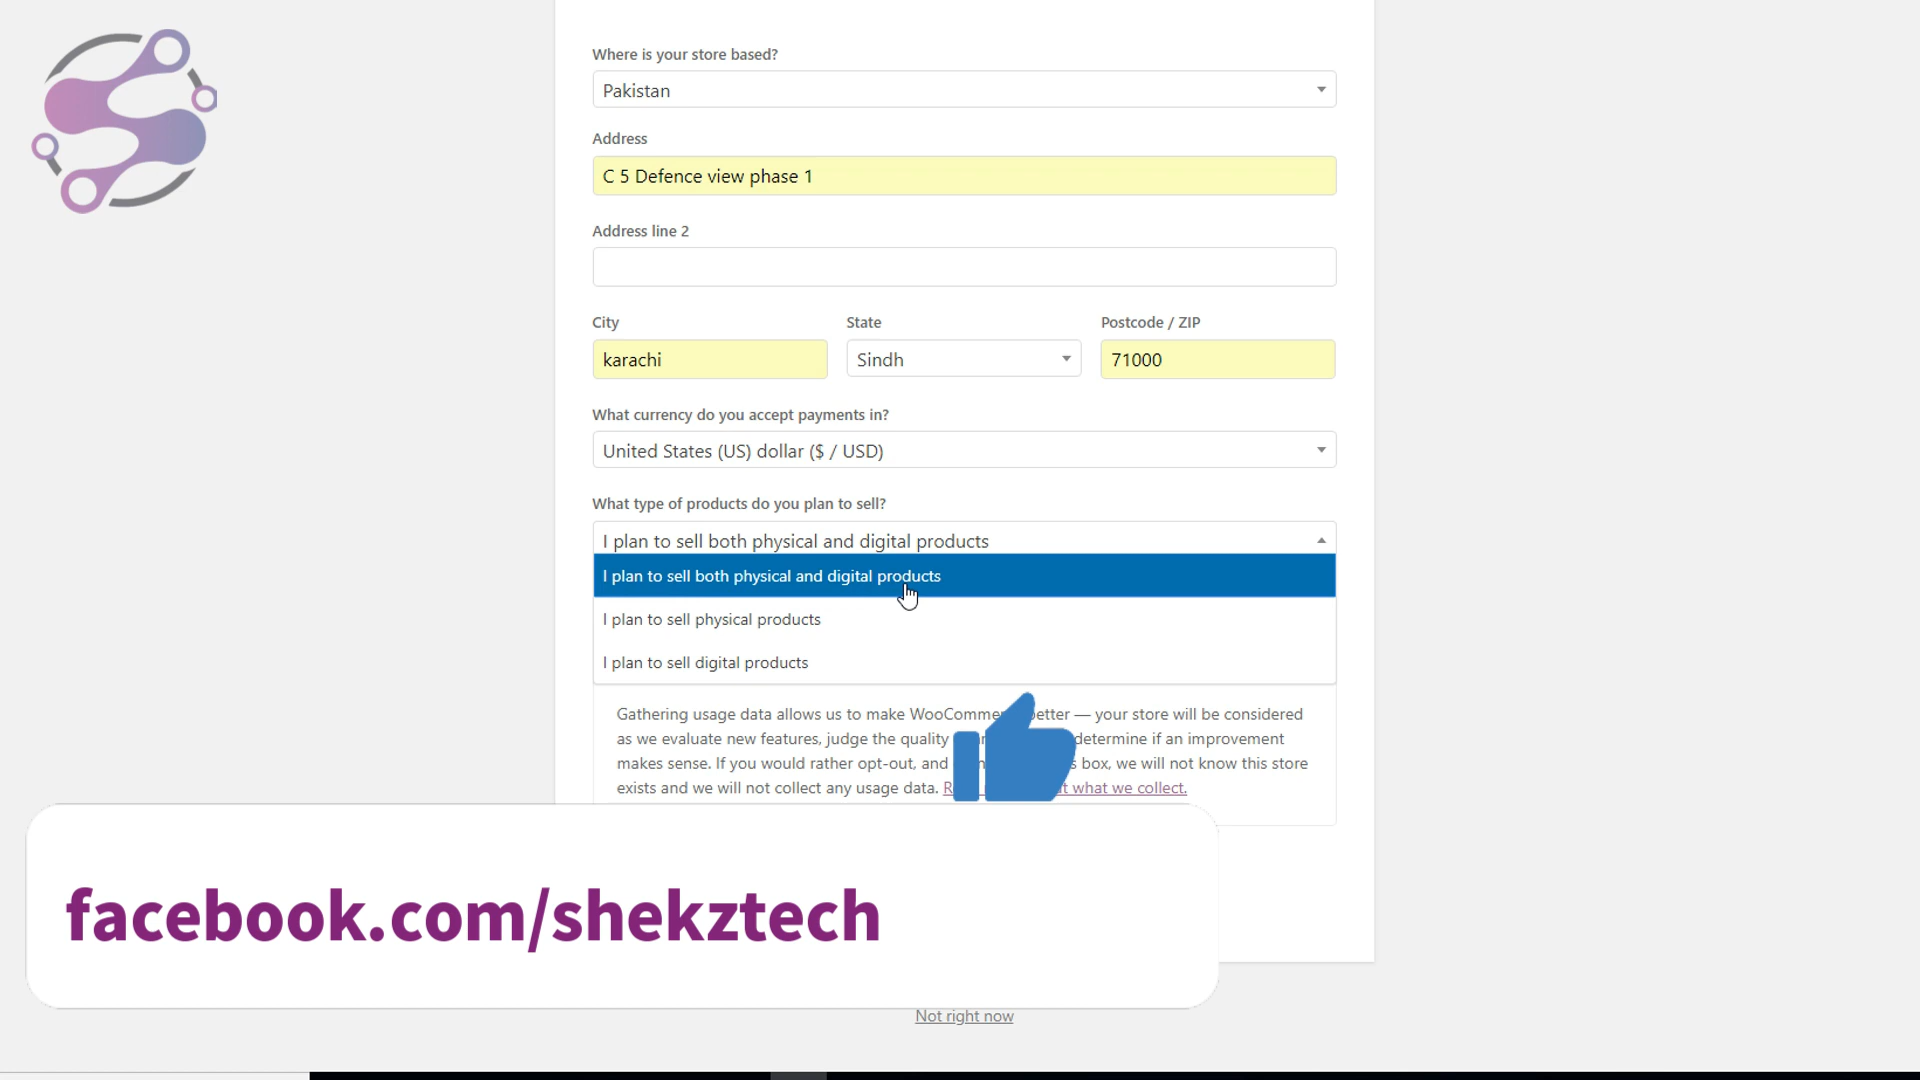 Where is your store based?
Pakistan
Address
C 5 Defence view phase 1
Address line 2
City
State
Postcode / ZIP
karachi
Sindh
71000
What currency do you accept payments in?
United States (US) dollar ($ / USD)
What type of products do you plan to sell?
I plan to sell both physical and digital products
I plan to sell both physical and digital products
I plan to sell physical products
I plan to sell digital products
Gathering usage data allows us to make etter — your store will be considered
as we evaluate new features, judge the quality determine if an improvement
makes sense. If you would rather opt-out, and box, we will not know this store
exists and we will not collect any usage data. what we collect.
facebook.com/shekztech
Not right now